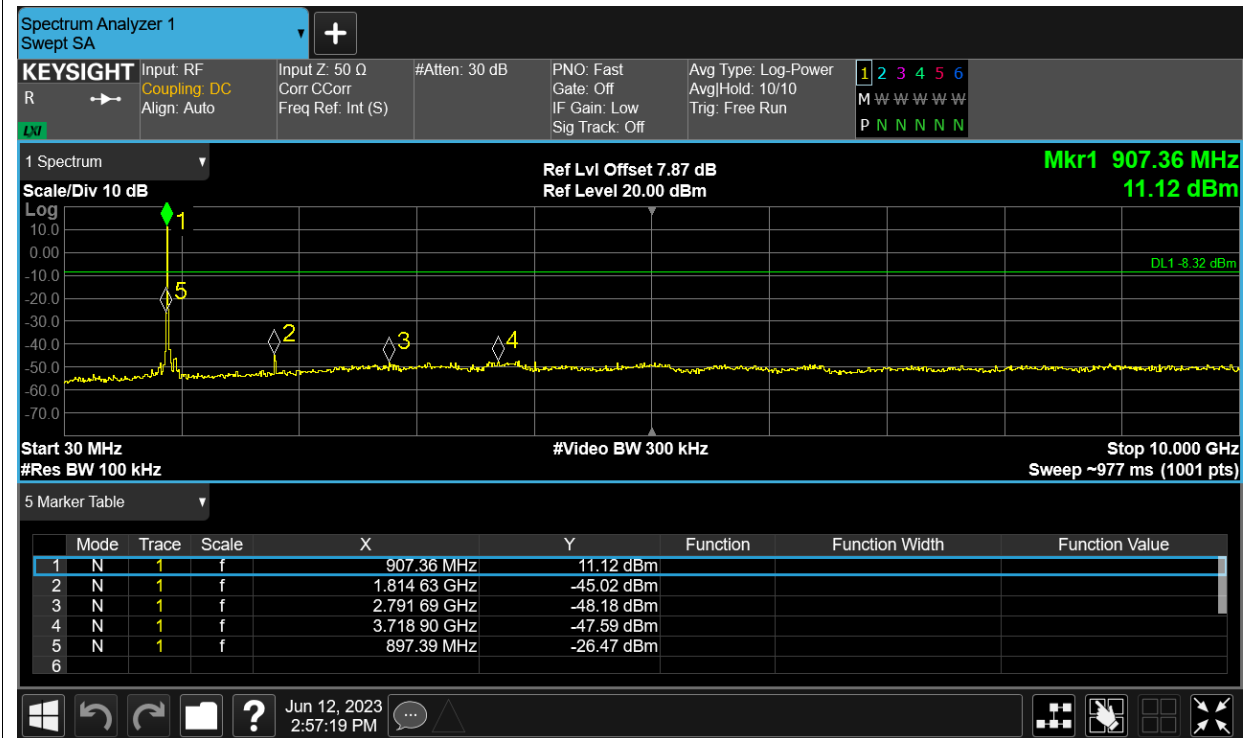 Spectrum Analyzer 1
Swept SA
+
KEYSIGHT
R
LXI
Input: RF
Coupling: DC
Align: Auto
Input Z: 50 Ω
Corr CCorr
Freq Ref: Int (S)
#Atten: 30 dB
PNO: Fast
Gate: Off
IF Gain: Low
Sig Track: Off
Avg Type: Log-Power
Avg|Hold: 10/10
Trig: Free Run
1 2 3 4 5 6
M W W W W W
P N N N N N
1 Spectrum
Scale/Div 10 dB
Ref Lvl Offset 7.87 dB
Ref Level 20.00 dBm
Mkr1 907.36 MHz
11.12 dBm
Log
10.0
0.00
-10.0
-20.0
-30.0
-40.0
-50.0
-60.0
-70.0
1
5
2
3
4
DL1 -8.32 dBm
Start 30 MHz
#Video BW 300 kHz
Stop 10.000 GHz
#Res BW 100 kHz
Sweep ~977 ms (1001 pts)
5 Marker Table
Mode Trace Scale X Y Function Function Width Function Value
1 N 1 f 907.36 MHz 11.12 dBm
2 N 1 f 1.814 63 GHz -45.02 dBm
3 N 1 f 2.791 69 GHz -48.18 dBm
4 N 1 f 3.718 90 GHz -47.59 dBm
5 N 1 f 897.39 MHz -26.47 dBm
6
?
Jun 12, 2023
2:57:19 PM